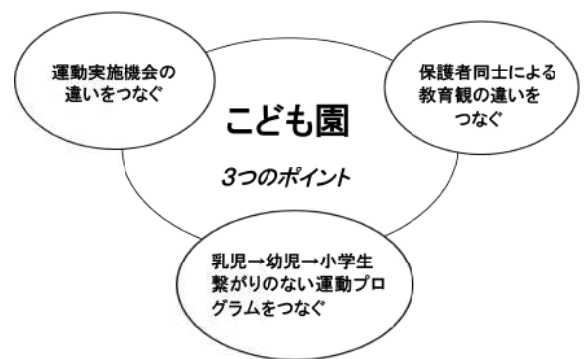 運動実施機会の
違いをつなぐ
保護者同士による
教育観の違いを
つなぐ
こども園
3つのポイント
乳児→幼児→小学生
繋がりのない運動プロ
グラムをつなぐ